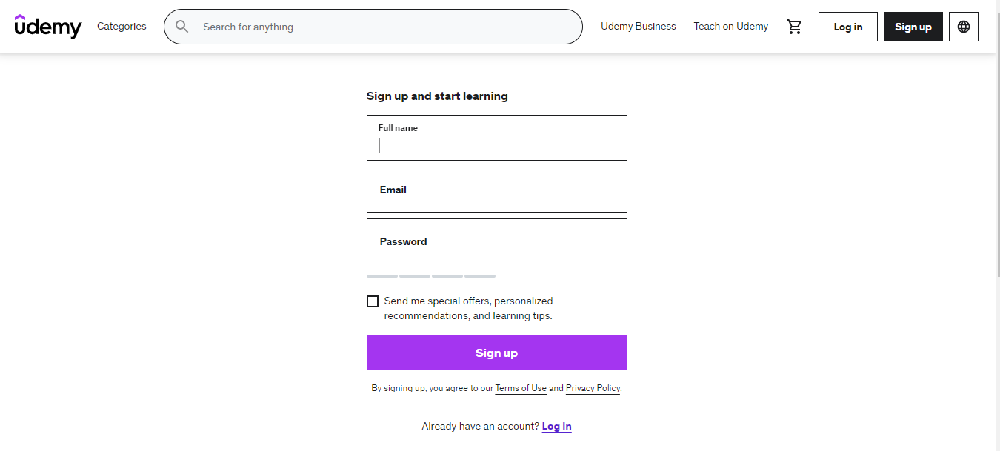 udemy
Categories
Search for anything
Udemy Business
Teach on Udemy
Log in
Sign up
Sign up and start learning
Full name
Email
Password
Send me special offers, personalized
recommendations, and learning tips.
Sign up
By signing up, you agree to our Terms of Use and Privacy Policy.
Already have an account? Log in